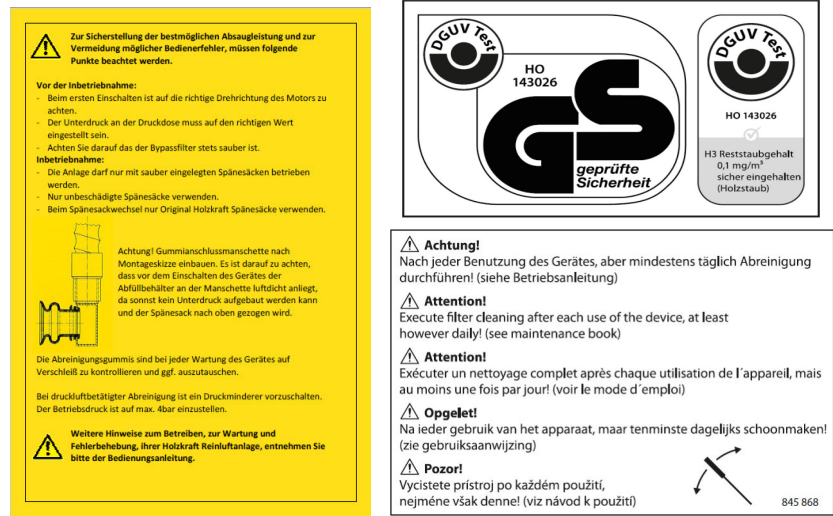 Zur Sicherstellung der bestmöglichen Absaugleistung und zur
Vermeidung möglicher Bedienerfehler, müssen folgende
Punkte beachtet werden.
Vor der Inbetriebnahme:
- Beim ersten Einschalten ist auf die richtige Drehrichtung des Motors zu
achten.
- Der Unterdruck an der Druckdose muss auf den richtigen Wert
eingestellt sein.
- Achten Sie darauf das der Bypassfilter stets sauber ist.
Inbetriebnahme:
- Die Anlage darf nur mit sauber eingelegten Spänesäcken betrieben
werden.
- Nur unbeschädigte Spänesäcke verwenden.
- Beim Spänesackwechsel nur Original Holzkraft Spänesäcke verwenden.
Achtung! Gummianschlussmanschette nach
Montageskizze einbauen. Es ist darauf zu achten,
dass vor dem Einschalten des Gerätes der
Abfüllbehälter an der Manschette luftdicht anliegt,
da sonst kein Unterdruck aufgebaut werden kann
und der Spänesack nach oben gezogen wird.
Die Abreinigungsgummis sind bei jeder Wartung des Gerätes auf
Verschleiß zu kontrollieren und ggf. auszutauschen.
Bei druckluftbetätigter Abreinigung ist ein Druckminderer vorzuschalten.
Der Betriebsdruck ist auf max. 4bar einzustellen.
Weitere Hinweise zum Betreiben, zur Wartung und
Fehlerbehebung, ihrer Holzkraft Reinluftanlage, entnehmen Sie
bitte der Bedienungsanleitung.
DGUV Test
HO
143026
GS
geprüfte
Sicherheit
DGUV Test
HO 143026
H3 Reststaubgehalt
0,1 mg/m³
sicher eingehalten
(Holzstaub)
Achtung!
Nach jeder Benutzung des Gerätes, aber mindestens täglich Abreinigung
durchführen! (siehe Betriebsanleitung)
Attention!
Execute filter cleaning after each use of the device, at least
however daily! (see maintenance book)
Attention!
Exécuter un nettoyage complet après chaque utilisation de l´appareil, mais
au moins une fois par jour! (voir le mode d´emploi)
Opgelet!
Na ieder gebruik van het apparaat, maar tenminste dagelijks schoonmaken!
(zie gebruiksaanwijzing)
Pozor!
Vycistete prístroj po každém použití,
nejméne však denne! (viz návod k použití)
845 868